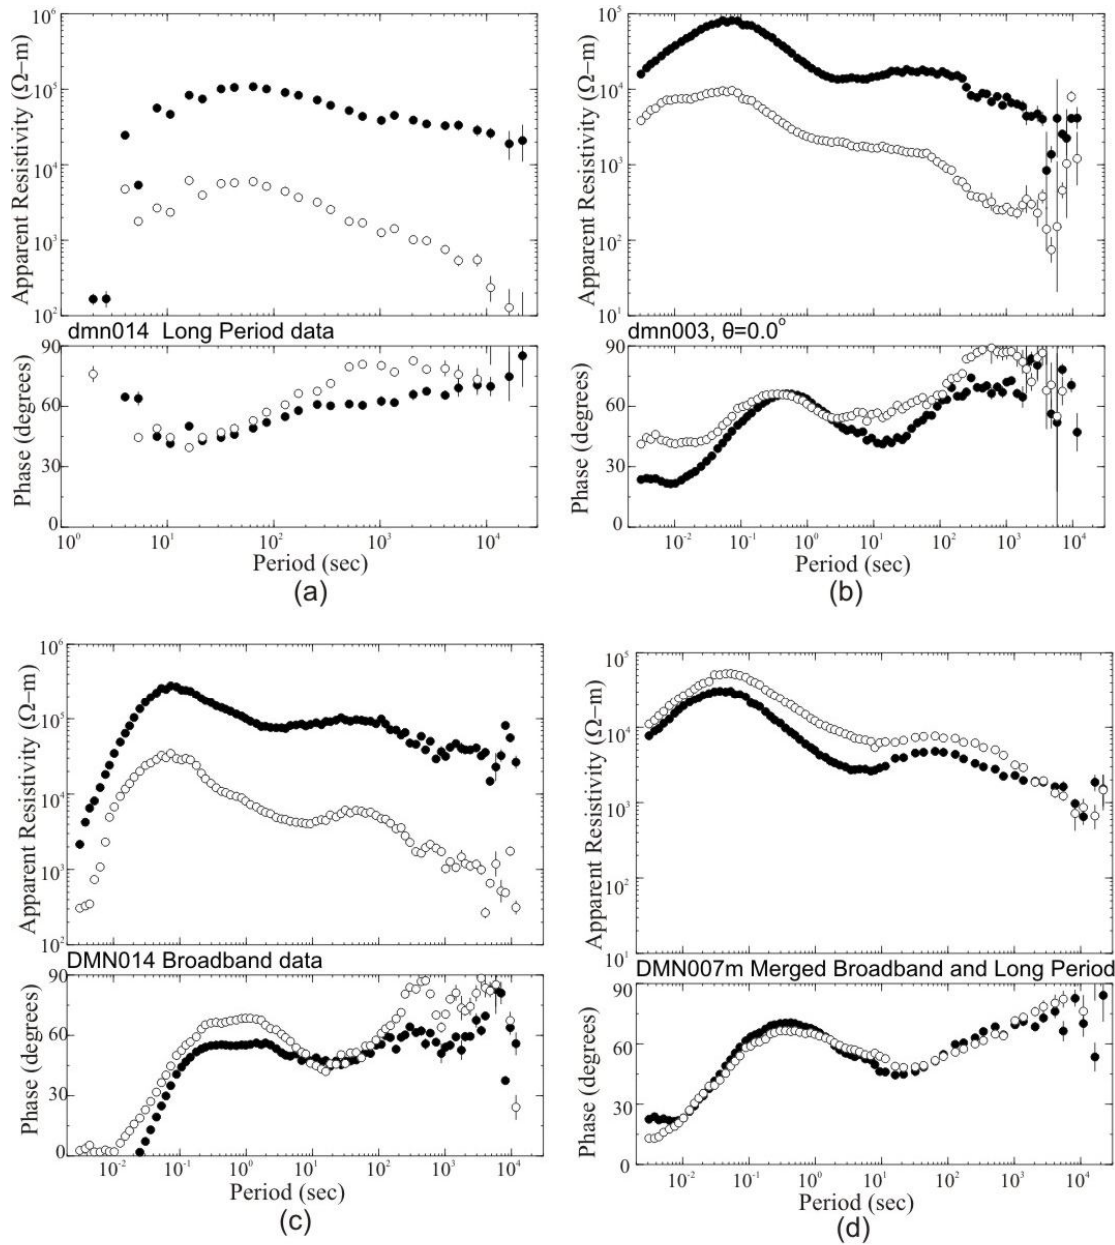 10⁶
10⁵
10⁴
10³
10²
Apparent Resistivity (Ω–m)
dmn014 Long Period data
90
60
30
0
Phase (degrees)
10⁰ 10¹ 10² 10³ 10⁴
Period (sec)
(a)
10⁵
10⁴
10³
10²
10¹
Apparent Resistivity (Ω–m)
dmn003, θ=0.0°
90
60
30
0
Phase (degrees)
10⁻² 10⁻¹ 10⁰ 10¹ 10² 10³ 10⁴
Period (sec)
(b)
10⁶
10⁵
10⁴
10³
10²
Apparent Resistivity (Ω–m)
DMN014 Broadband data
90
60
30
0
Phase (degrees)
10⁻² 10⁻¹ 10⁰ 10¹ 10² 10³ 10⁴
Period (sec)
(c)
10⁵
10⁴
10³
10²
10¹
Apparent Resistivity (Ω–m)
DMN007m Merged Broadband and Long Period
90
60
30
0
Phase (degrees)
10⁻² 10⁻¹ 10⁰ 10¹ 10² 10³ 10⁴
Period (sec)
(d)